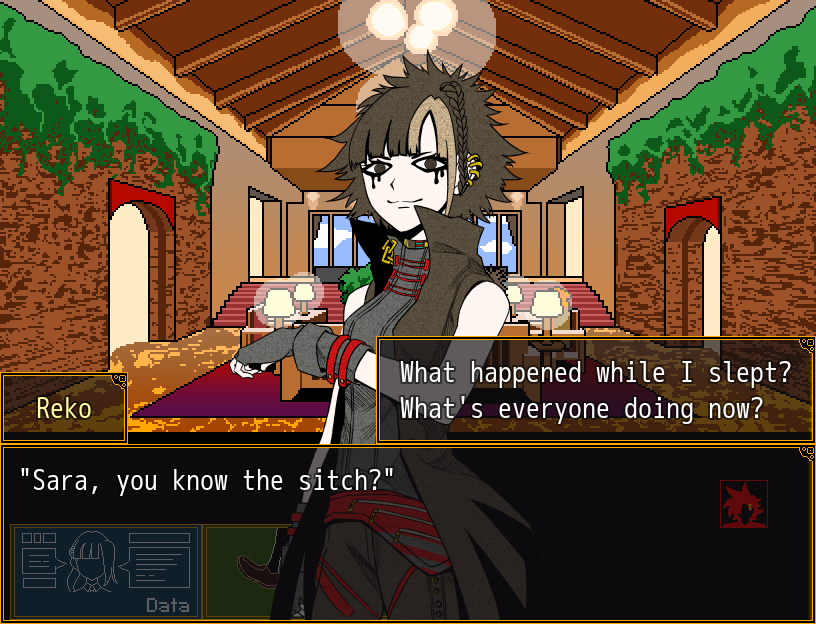 What happened while I slept?
What's everyone doing now?
Reko
"Sara, you know the sitch?"
Data